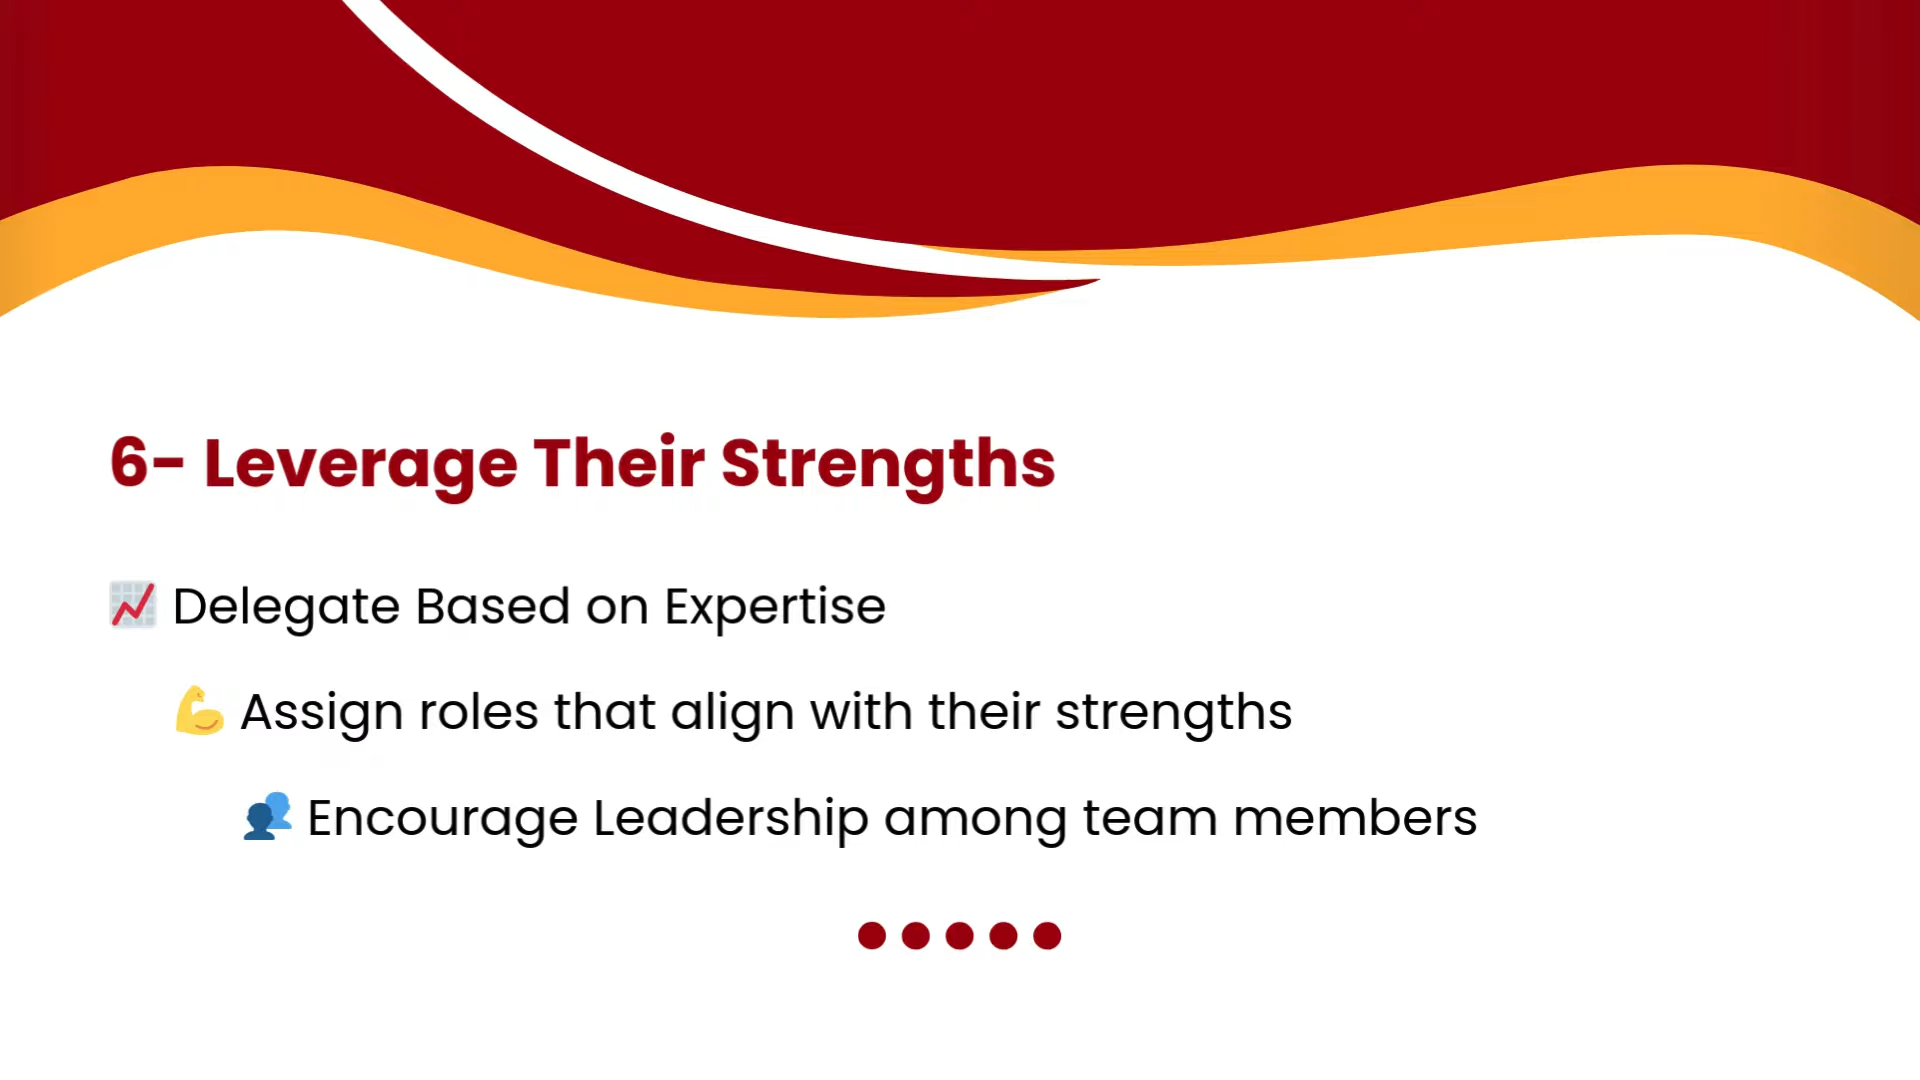 6- Leverage Their Strengths
📈 Delegate Based on Expertise
💪 Assign roles that align with their strengths
👥 Encourage Leadership among team members